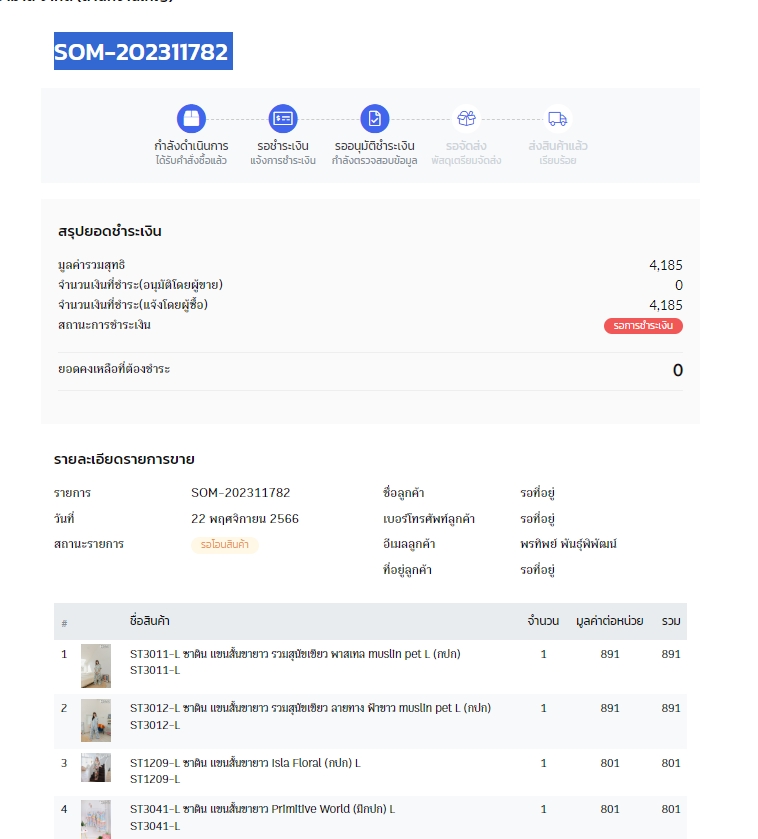 SOM-202311782
กำลังดำเนินการ
ได้รับคำสั่งซื้อแล้ว
รอชำระเงิน
แจ้งการชำระเงิน
รออนุมัติชำระเงิน
กำลังตรวจสอบข้อมูล
รอจัดส่ง
พัสดุเตรียมจัดส่ง
ส่งสินค้าแล้ว
เรียบร้อย
สรุปยอดชำระเงิน
มูลค่ารวมสุทธิ 4,185
จำนวนเงินที่ชำระ(อนุมัติโดยผู้ขาย) 0
จำนวนเงินที่ชำระ(แจ้งโดยผู้ซื้อ) 4,185
สถานะการชำระเงิน รอการชำระเงิน
ยอดคงเหลือที่ต้องชำระ 0
รายละเอียดรายการขาย
รายการ SOM-202311782 ชื่อลูกค้า รอที่อยู่
วันที่ 22 พฤศจิกายน 2566 เบอร์โทรศัพท์ลูกค้า รอที่อยู่
สถานะรายการ รอโอนสินค้า อีเมลลูกค้า พรทิพย์ พันธุ์พิพัฒน์
ที่อยู่ลูกค้า รอที่อยู่
# ชื่อสินค้า จำนวน มูลค่าต่อหน่วย รวม
1 ST3011-L ซาติน แขนสั้นขายาว รวมสุนัขเขียว พาสเทล muslin pet L (กปก) 1 891 891
ST3011-L
2 ST3012-L ซาติน แขนสั้นขายาว รวมสุนัขเขียว ลายทาง ฟ้าขาว muslin pet L (กปก) 1 891 891
ST3012-L
3 ST1209-L ซาติน แขนสั้นขายาว Isla Floral (กปก) L 1 801 801
ST1209-L
4 ST3041-L ซาติน แขนสั้นขายาว Primitive World (มีกปก) L 1 801 801
ST3041-L